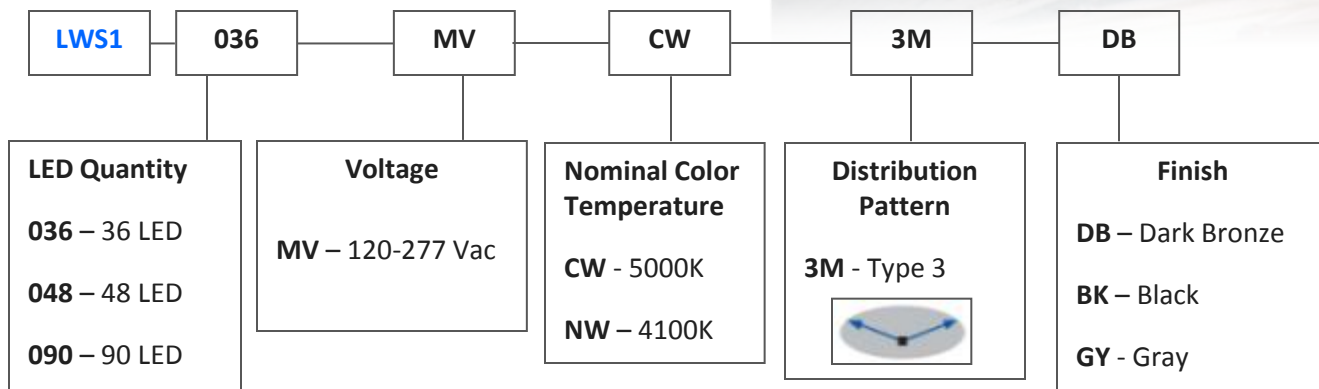 LWS1 036 MV CW 3M DB
LED Quantity
036 – 36 LED
048 – 48 LED
090 – 90 LED
Voltage
MV – 120-277 Vac
Nominal Color
Temperature
CW - 5000K
NW – 4100K
Distribution
Pattern
3M - Type 3
Finish
DB – Dark Bronze
BK – Black
GY - Gray